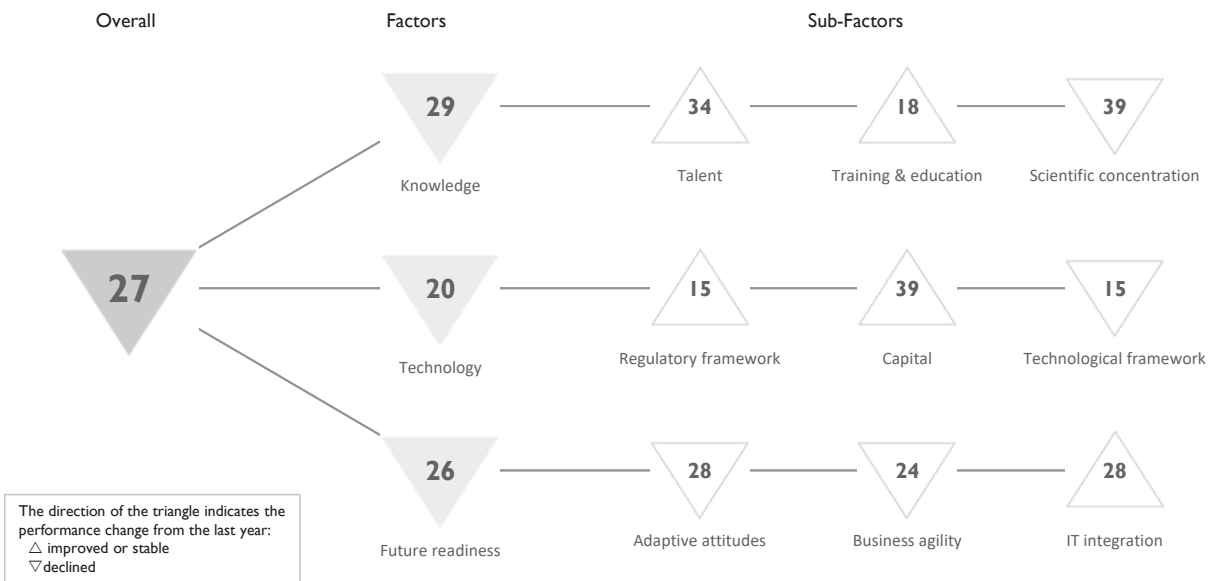 Overall Factors Sub-Factors
29 34 18 39
Knowledge Talent Training & education Scientific concentration
27 20 15 39 15
Technology Regulatory framework Capital Technological framework
26 28 24 28
Future readiness Adaptive attitudes Business agility IT integration
The direction of the triangle indicates the
performance change from the last year:
△ improved or stable
▽declined